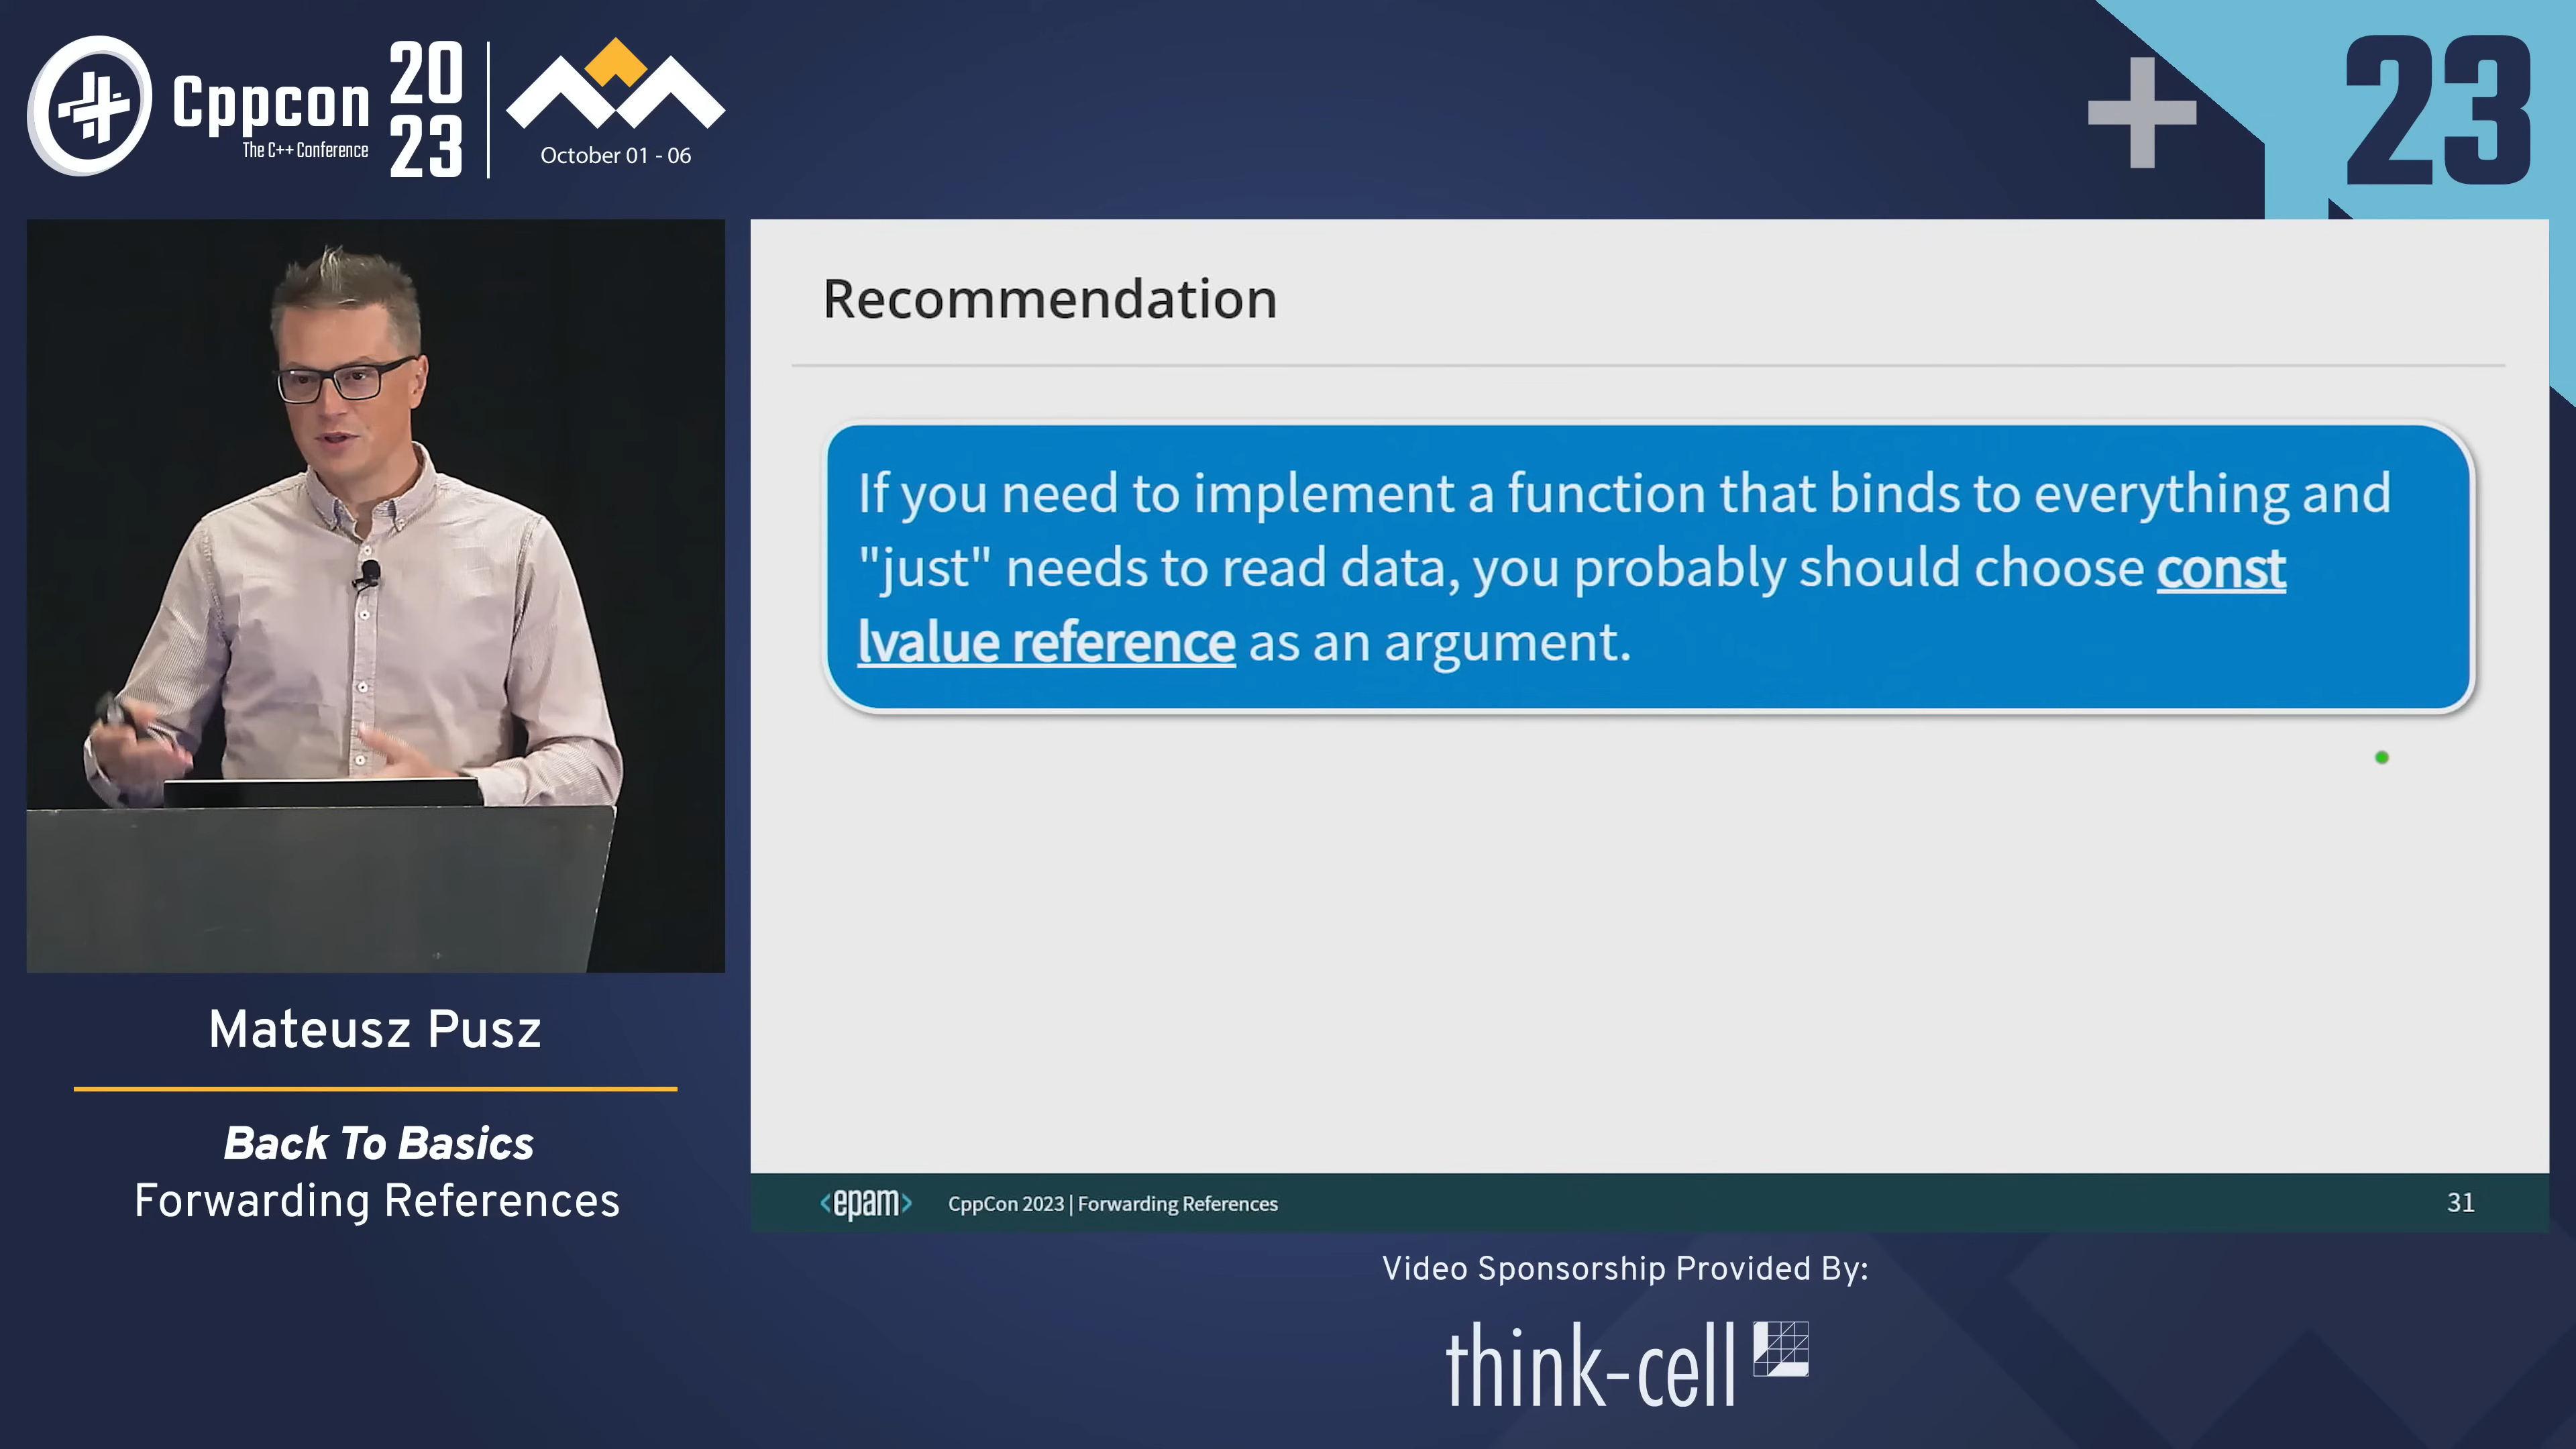 Cppcon
The C++ Conference
20
23
October 01 - 06
23
Recommendation
If you need to implement a function that binds to everything and
"just" needs to read data, you probably should choose const
lvalue reference as an argument.
Mateusz Pusz
Back To Basics
Forwarding References
<epam>
CppCon 2023 | Forwarding References
31
Video Sponsorship Provided By:
think-cell